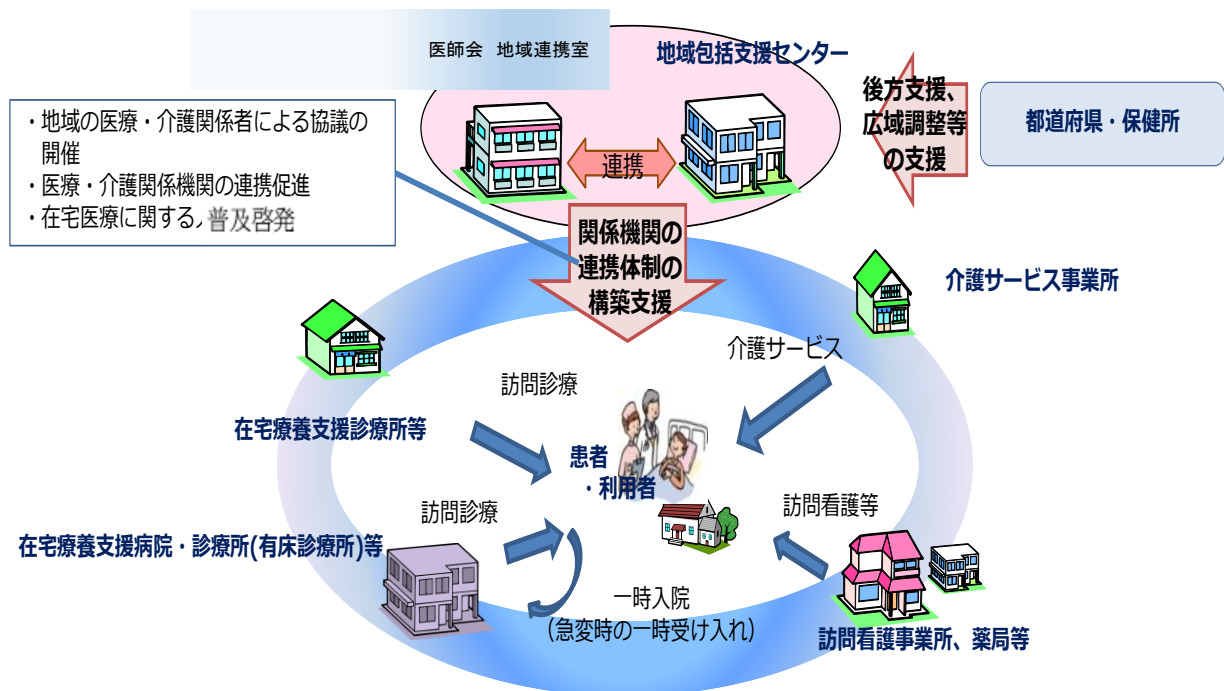 医師会 地域連携室
地域包括支援センター
後方支援、
広域調整等
の支援
都道府県・保健所
・地域の医療・介護関係者による協議の
開催
・医療・介護関係機関の連携促進
・在宅医療に関する 普及啓発
連携
関係機関の
連携体制の
構築支援
介護サービス事業所
介護サービス
訪問診療
在宅療養支援診療所等
患者
・利用者
訪問診療
訪問看護等
在宅療養支援病院・診療所(有床診療所)等
一時入院
(急変時の一時受け入れ)
訪問看護事業所、薬局等